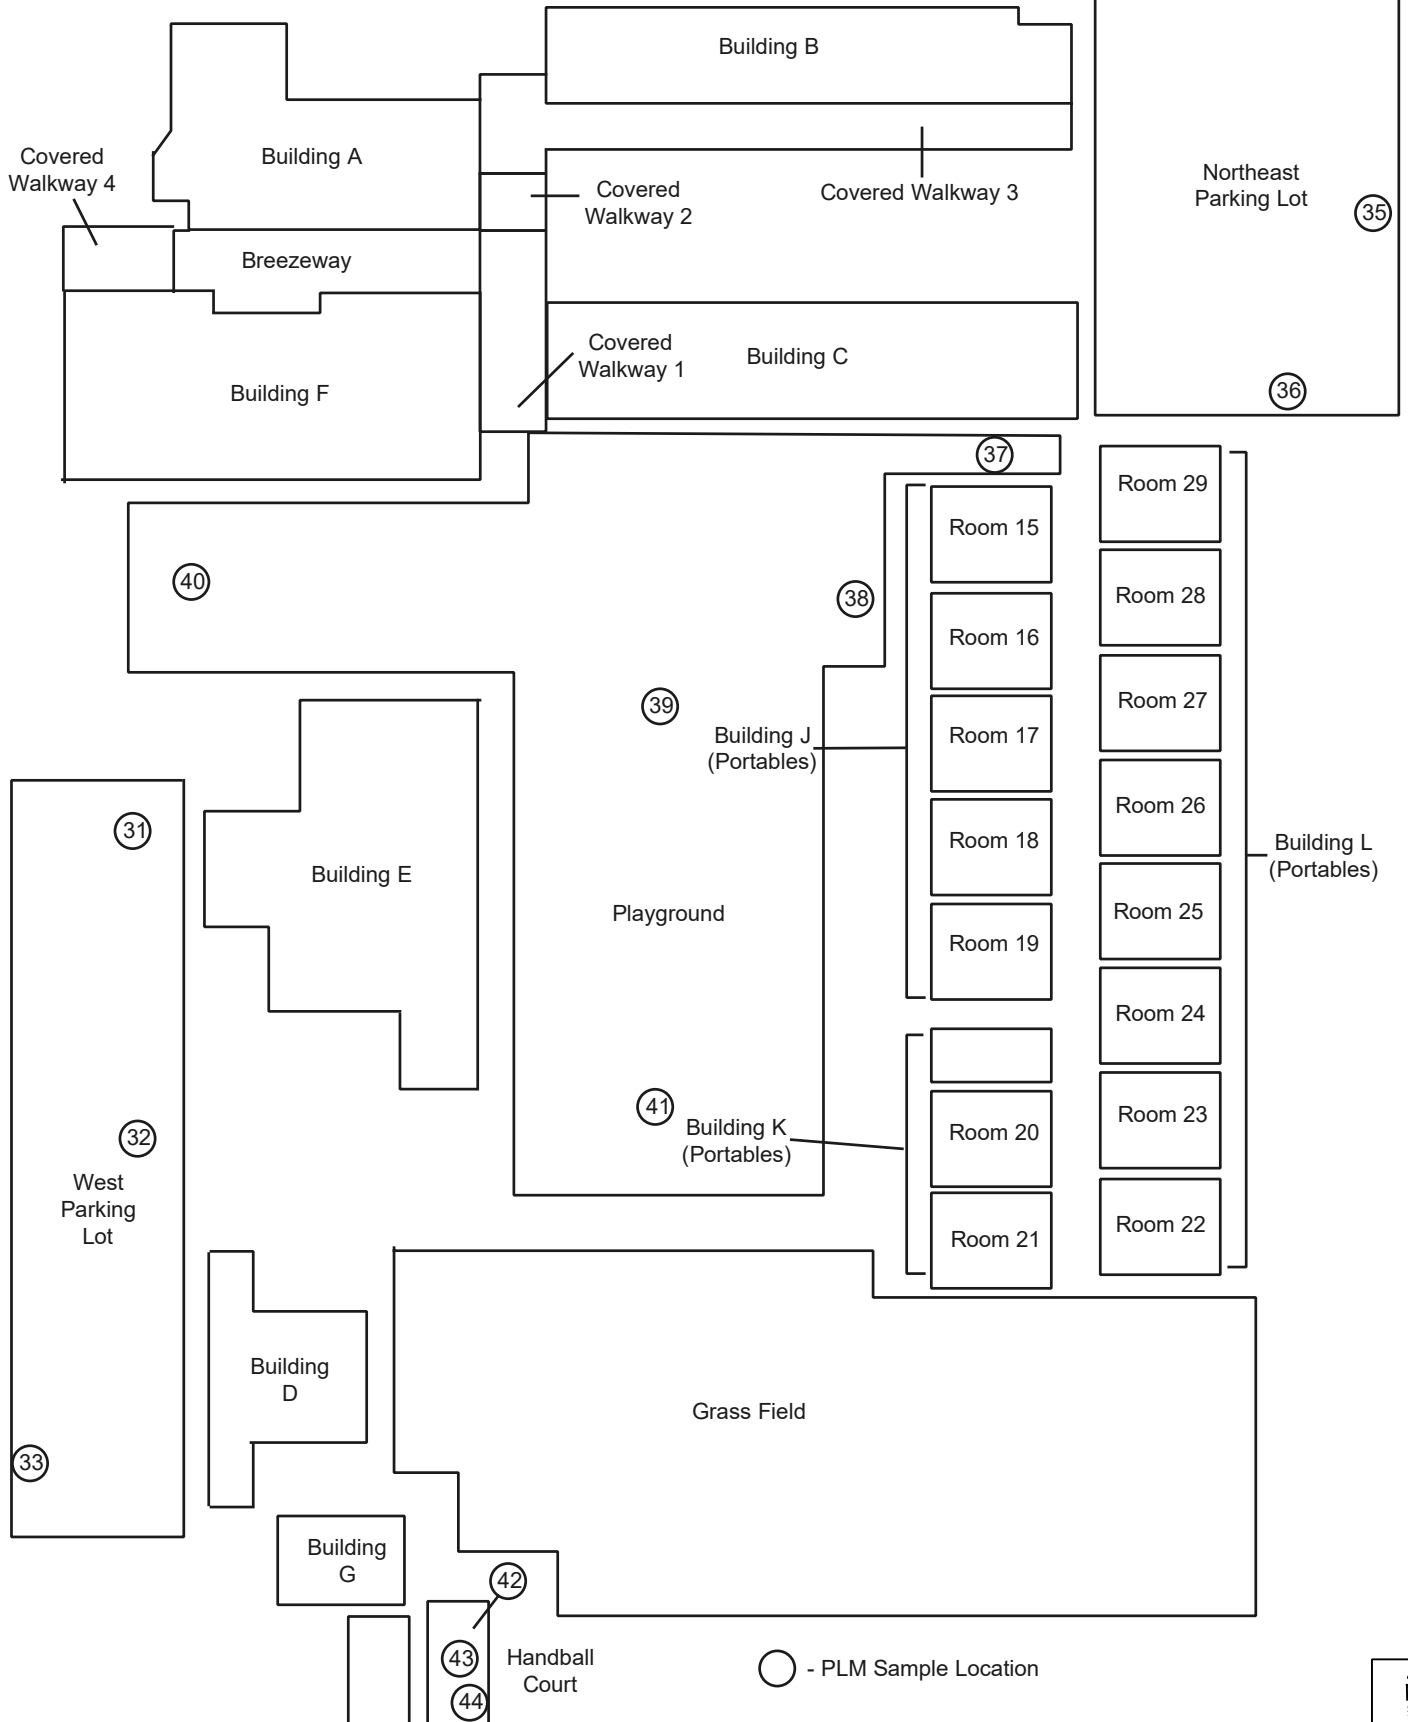 Building B
Building A
Covered
Walkway 4
Covered
Walkway 2
Covered Walkway 3
Northeast
Parking Lot
35
Breezeway
Covered
Walkway 1
Building C
Building F
36
37
Room 29
Room 15
40
38
Room 28
Room 16
39
Room 27
Building J
(Portables)
Room 17
31
Room 26
Room 18
Building L
(Portables)
Building E
Playground
Room 25
Room 19
Room 24
41
Building K
(Portables)
Room 23
Room 20
32
West
Parking
Lot
Room 22
Room 21
Building
D
Grass Field
33
Building
G
42
43
Handball
Court
44
- PLM Sample Location